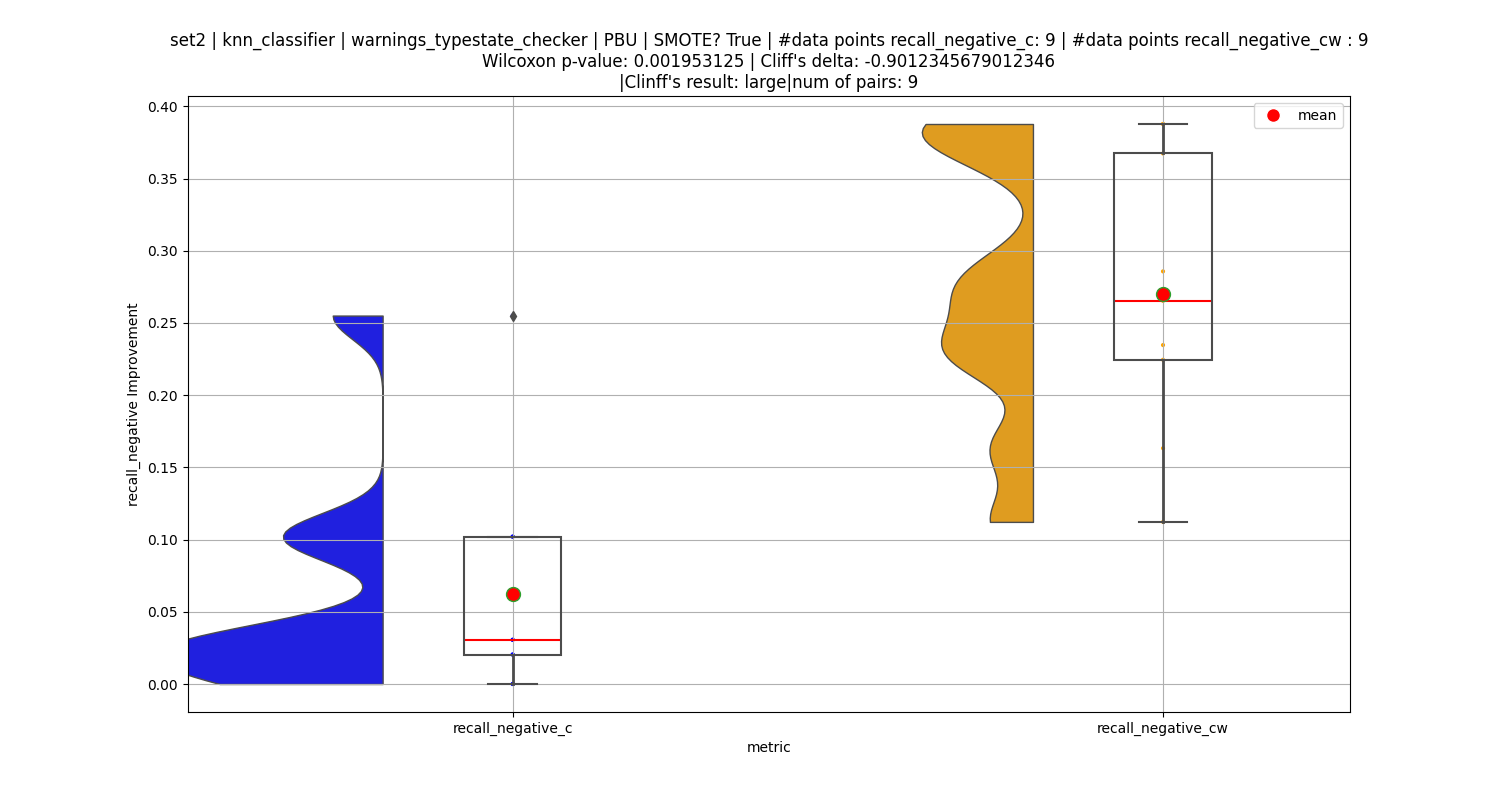 set2 | knn_classifier | warnings_typestate_checker | PBU | SMOTE? True | #data points recall_negative_c: 9 | #data points recall_negative_cw : 9
Wilcoxon p-value: 0.001953125 | Cliff's delta: -0.9012345679012346
|Clinff's result: large|num of pairs: 9
mean
recall_negative Improvement
0.40
0.35
0.30
0.25
0.20
0.15
0.10
0.05
0.00
recall_negative_c
recall_negative_cw
metric